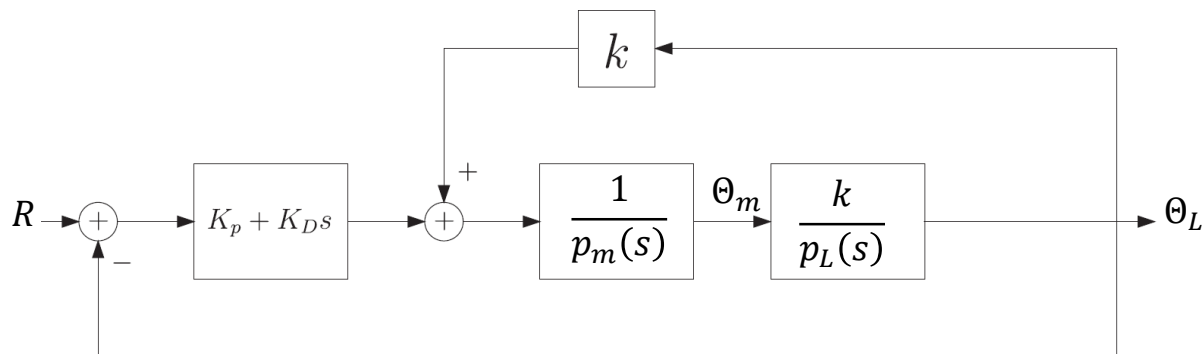 k
+
R
+
−
K_p + K_D s
+
1
p_m(s)
Θ_m
k
p_L(s)
Θ_L